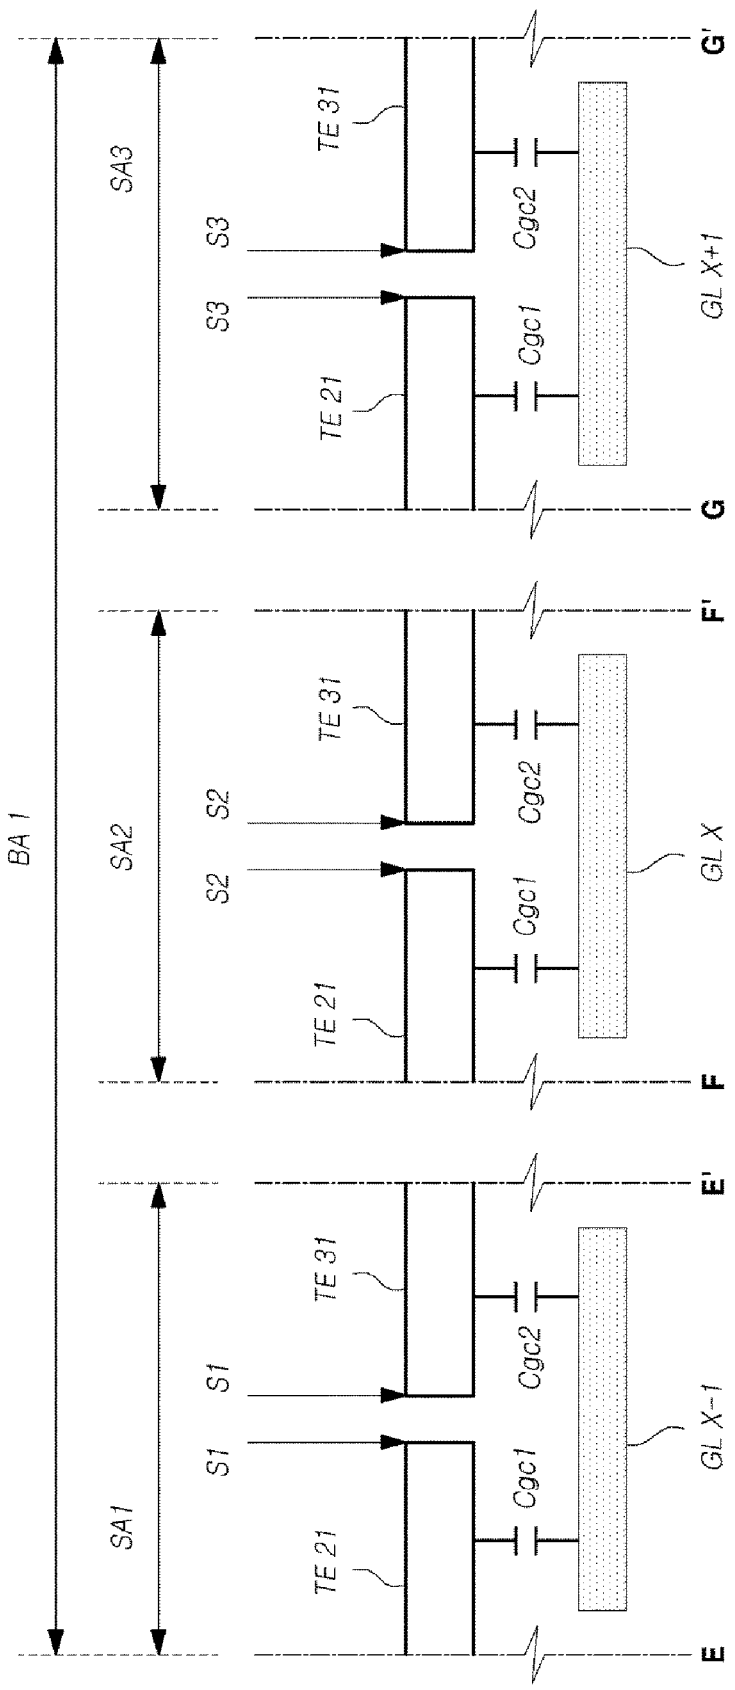 BA 1
SA1
SA2
SA3
S1
S1
S2
S2
S3
S3
TE 21
TE 31
TE 21
TE 31
TE 21
TE 31
Cgc1
Cgc2
Cgc1
Cgc2
Cgc1
Cgc2
GL X-1
GL X
GL X+1
E
E'
F
F'
G
G'